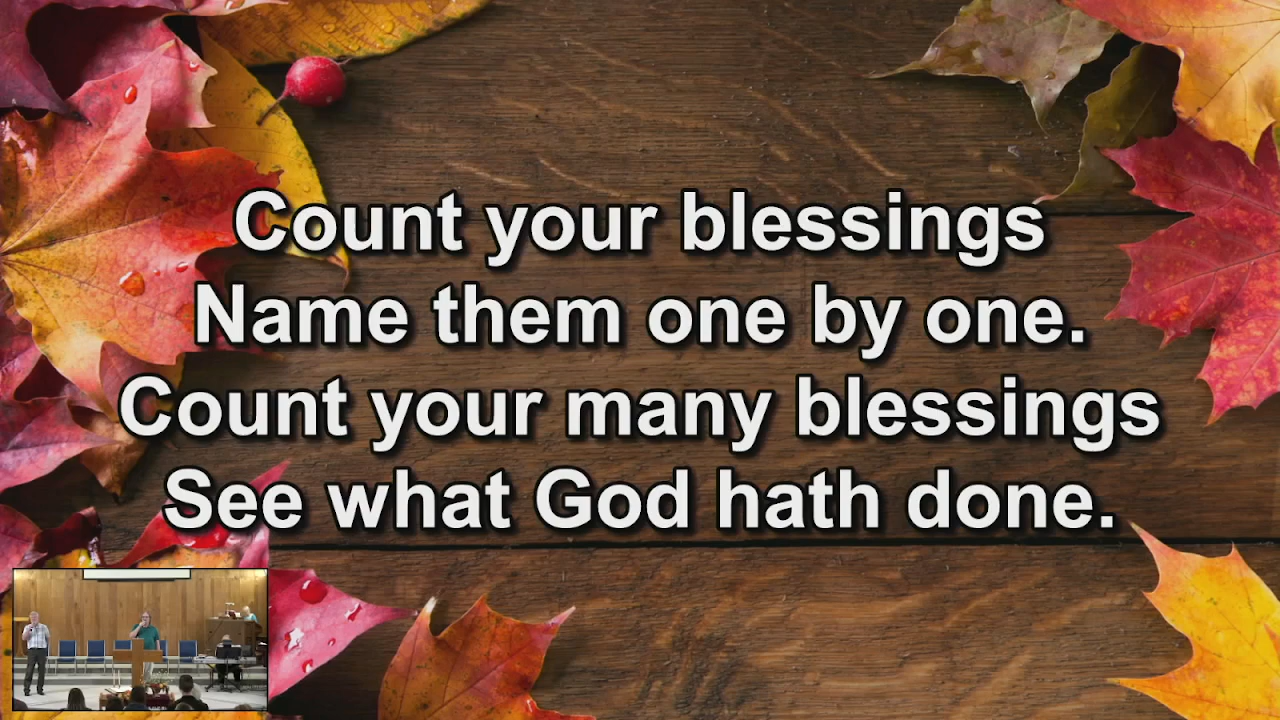 Count your blessings
Name them one by one.
Count your many blessings
See what God hath done.